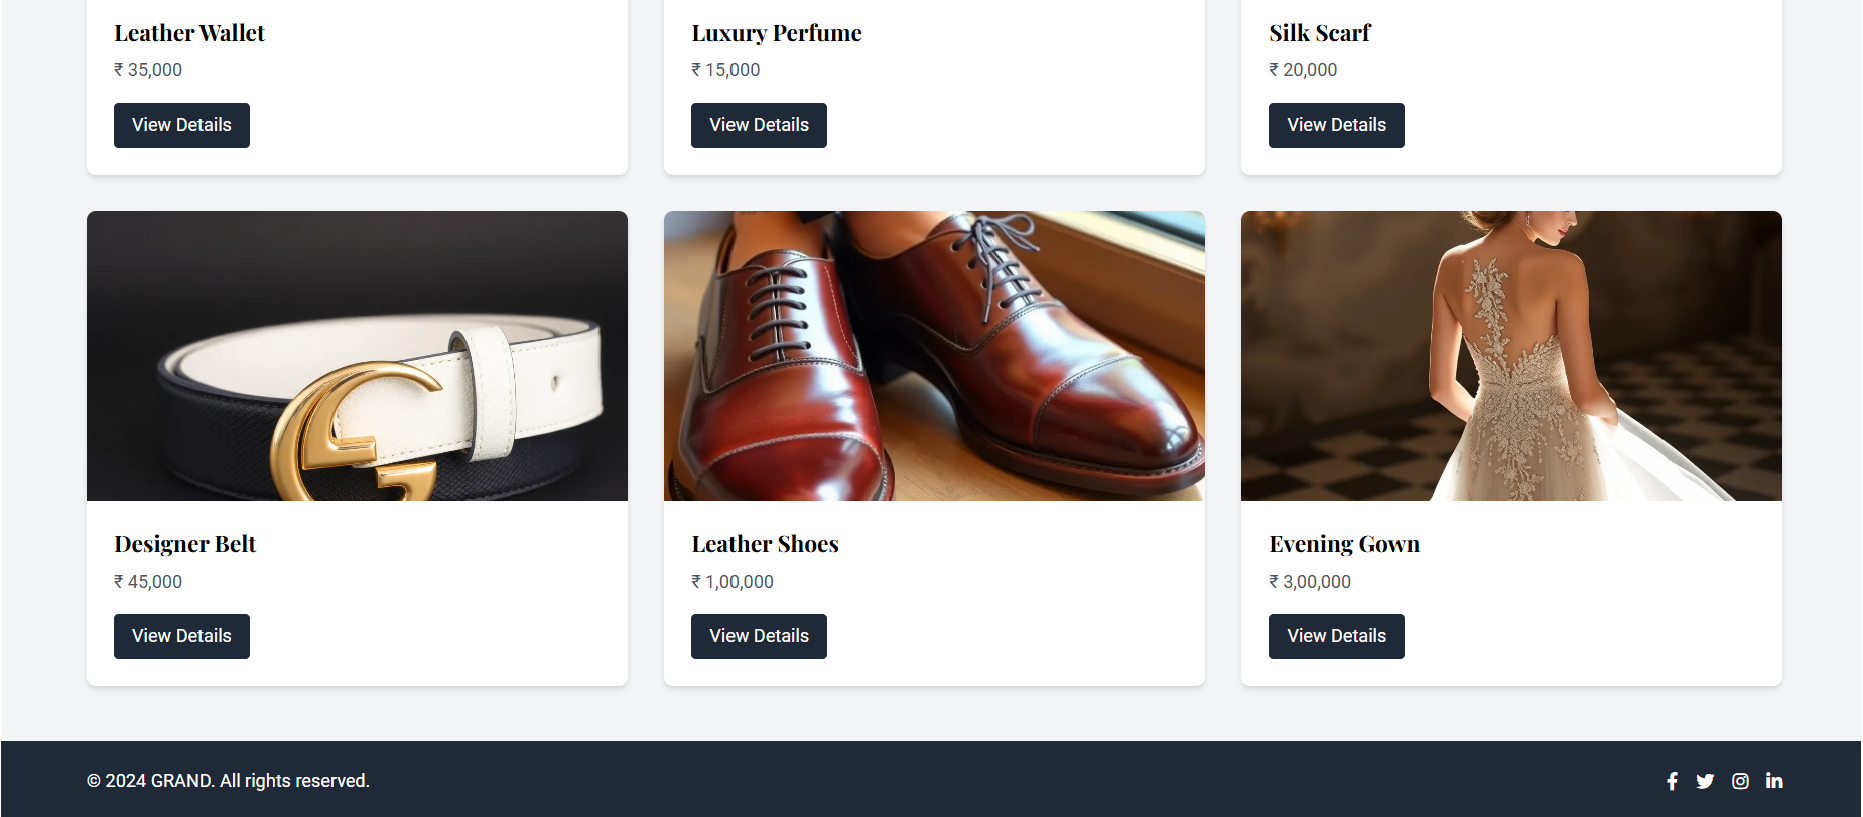 Leather Wallet
₹ 35,000
View Details
Luxury Perfume
₹ 15,000
View Details
Silk Scarf
₹ 20,000
View Details
Designer Belt
₹ 45,000
View Details
Leather Shoes
₹ 1,00,000
View Details
Evening Gown
₹ 3,00,000
View Details
© 2024 GRAND. All rights reserved.